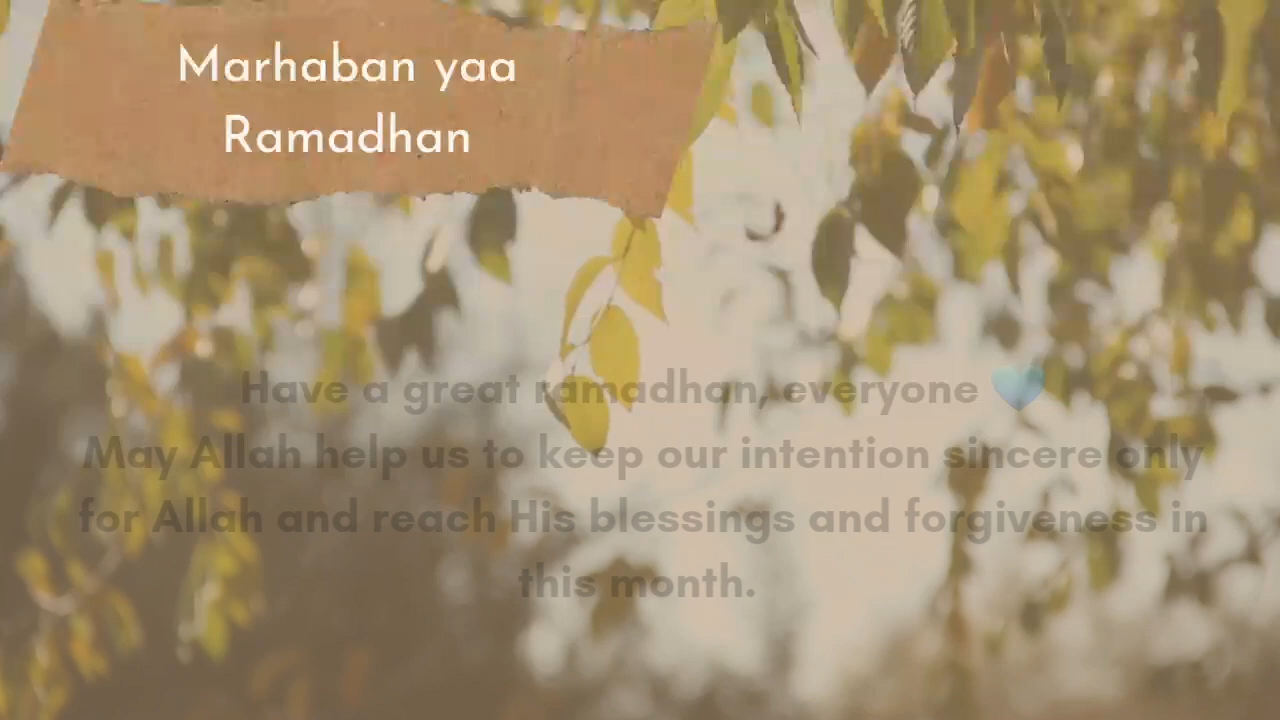 Marhaban yaa
Ramadhan
Have a great ramadhan, everyone 💙
May Allah help us to keep our intention sincere only
for Allah and reach His blessings and forgiveness in
this month.